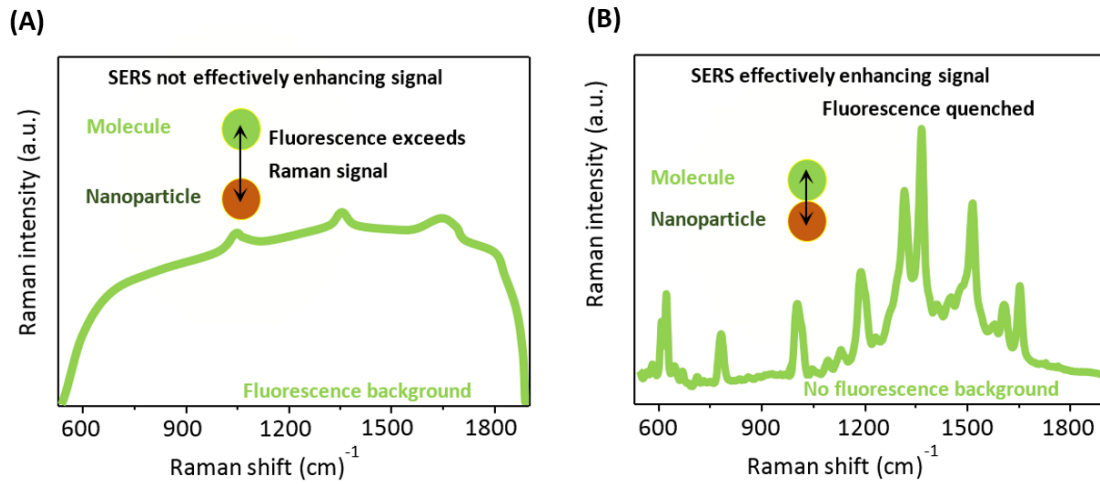 (A)
SERS not effectively enhancing signal
Molecule
Fluorescence exceeds
Raman signal
Nanoparticle
Fluorescence background
Raman intensity (a.u.)
600 900 1200 1500 1800
Raman shift (cm)⁻¹
(B)
SERS effectively enhancing signal
Fluorescence quenched
Molecule
Nanoparticle
No fluorescence background
Raman intensity (a.u.)
600 900 1200 1500 1800
Raman shift (cm)⁻¹